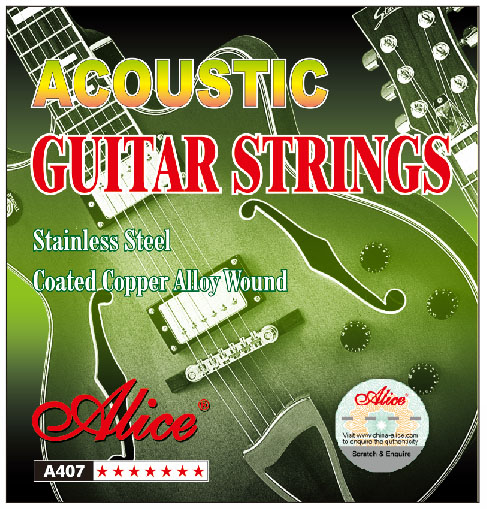 ACOUSTIC
GUITAR STRINGS
Stainless Steel
Coated Copper Alloy Wound
Alice®
A407 ★★★★★★★
Alice®
Visit www.china-alice.com
to enquire the quthenticity
Scratch & Enquire